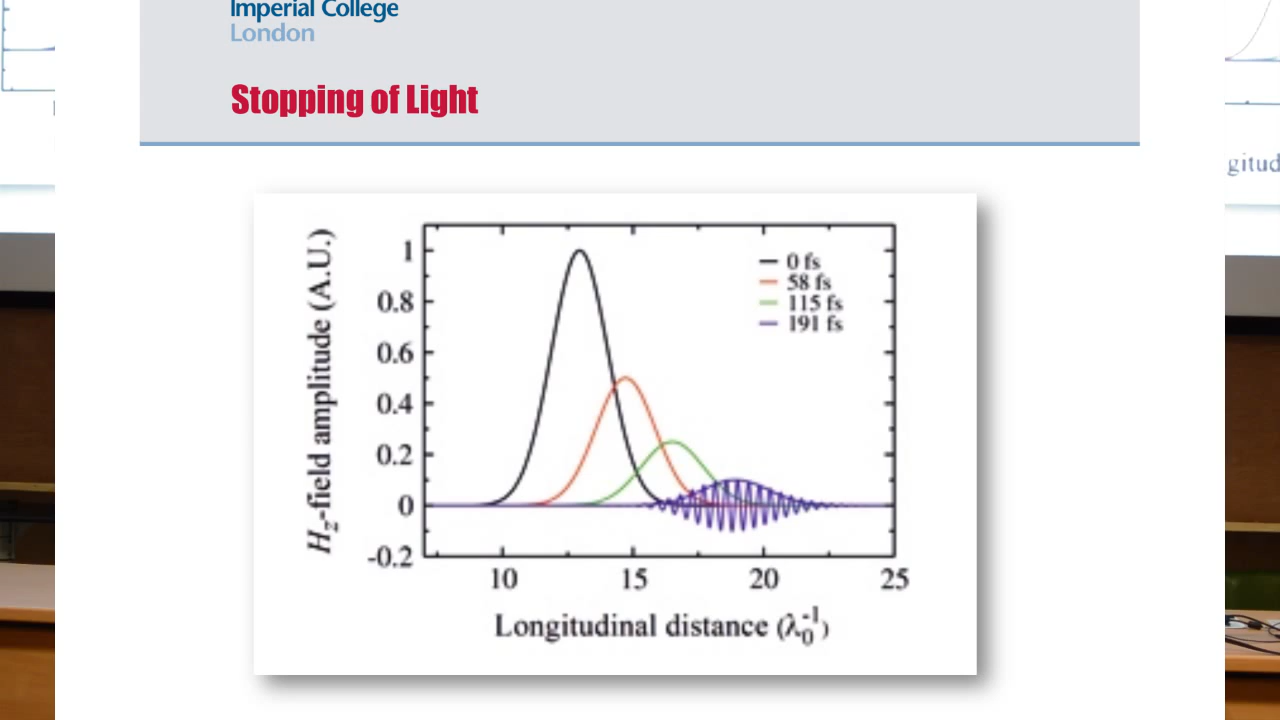 Imperial College
London
Stopping of Light
H_z-field amplitude (A.U.)
1
0.8
0.6
0.4
0.2
0
-0.2
0 fs
58 fs
115 fs
191 fs
10 15 20 25
Longitudinal distance (λ₀⁻¹)
gitud